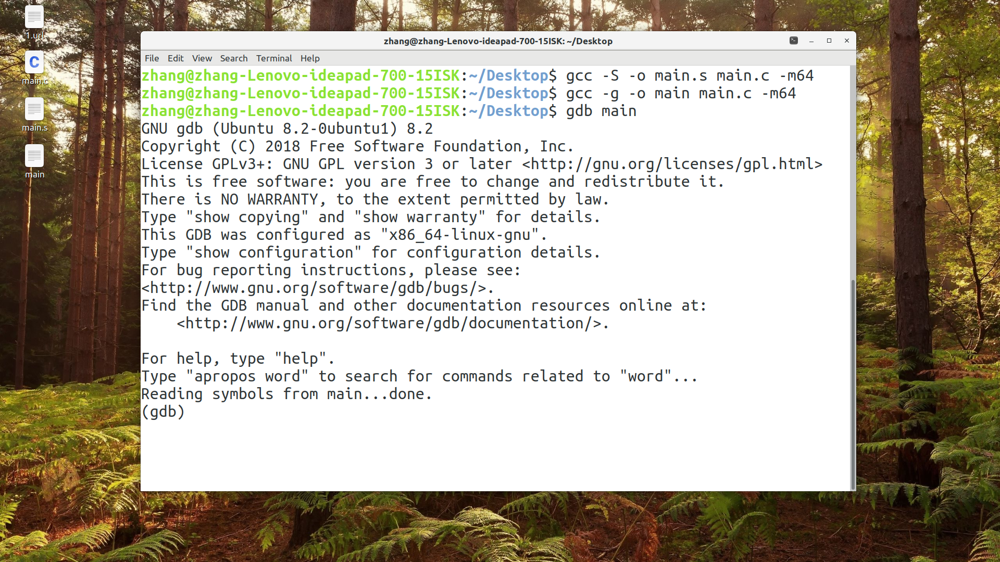 1.url
main.c
main.s
main
zhang@zhang-Lenovo-ideapad-700-15ISK: ~/Desktop
File Edit View Search Terminal Help
zhang@zhang-Lenovo-ideapad-700-15ISK:~/Desktop$ gcc -S -o main.s main.c -m64
zhang@zhang-Lenovo-ideapad-700-15ISK:~/Desktop$ gcc -g -o main main.c -m64
zhang@zhang-Lenovo-ideapad-700-15ISK:~/Desktop$ gdb main
GNU gdb (Ubuntu 8.2-0ubuntu1) 8.2
Copyright (C) 2018 Free Software Foundation, Inc.
License GPLv3+: GNU GPL version 3 or later <http://gnu.org/licenses/gpl.html>
This is free software: you are free to change and redistribute it.
There is NO WARRANTY, to the extent permitted by law.
Type "show copying" and "show warranty" for details.
This GDB was configured as "x86_64-linux-gnu".
Type "show configuration" for configuration details.
For bug reporting instructions, please see:
<http://www.gnu.org/software/gdb/bugs/>.
Find the GDB manual and other documentation resources online at:
    <http://www.gnu.org/software/gdb/documentation/>.
For help, type "help".
Type "apropos word" to search for commands related to "word"...
Reading symbols from main...done.
(gdb)